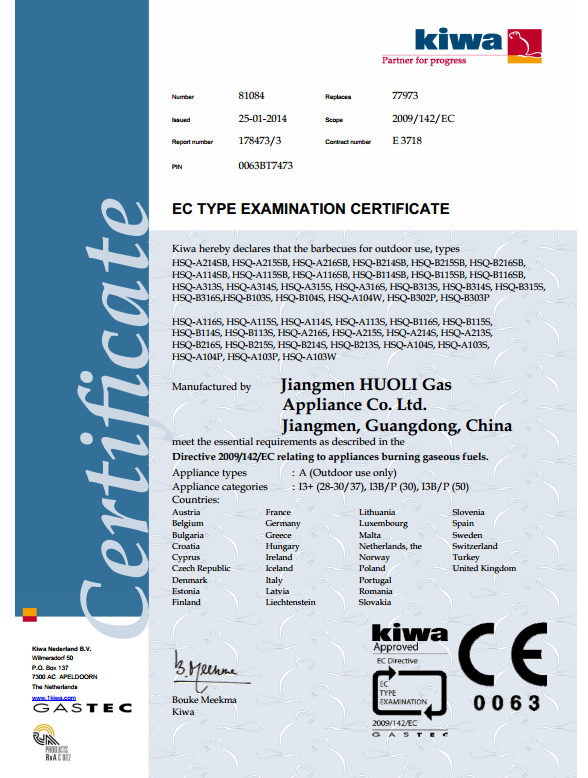 kiwa
Partner for progress
Number 81084 Replaces 77973
Issued 25-01-2014 Scope 2009/142/EC
Report number 178473/3 Contract number E 3718
PIN 0063BT7473
EC TYPE EXAMINATION CERTIFICATE
Certificate
Kiwa hereby declares that the barbecues for outdoor use, types
HSQ-A214SB, HSQ-A215SB, HSQ-A216SB, HSQ-B214SB, HSQ-B215SB, HSQ-B216SB,
HSQ-A114SB, HSQ-A115SB, HSQ-A116SB, HSQ-B114SB, HSQ-B115SB, HSQ-B116SB,
HSQ-A313S, HSQ-A314S, HSQ-A315S, HSQ-A316S, HSQ-B313S, HSQ-B314S, HSQ-B315S,
HSQ-B316S,HSQ-B103S, HSQ-B104S, HSQ-A104W, HSQ-B302P, HSQ-B303P
HSQ-A116S, HSQ-A115S, HSQ-A114S, HSQ-A113S, HSQ-B116S, HSQ-B115S,
HSQ-B114S, HSQ-B113S, HSQ-A216S, HSQ-A215S, HSQ-A214S, HSQ-A213S,
HSQ-B216S, HSQ-B215S, HSQ-B214S, HSQ-B213S, HSQ-A104S, HSQ-A103S,
HSQ-A104P, HSQ-A103P, HSQ-A103W
Manufactured by Jiangmen HUOLI Gas
Appliance Co. Ltd.
Jiangmen, Guangdong, China
meet the essential requirements as described in the
Directive 2009/142/EC relating to appliances burning gaseous fuels.
Appliance types : A (Outdoor use only)
Appliance categories : I3+ (28-30/37), I3B/P (30), I3B/P (50)
Countries:
Austria France Lithuania Slovenia
Belgium Germany Luxembourg Spain
Bulgaria Greece Malta Sweden
Croatia Hungary Netherlands, the Switzerland
Cyprus Ireland Norway Turkey
Czech Republic Iceland Poland United Kingdom
Denmark Italy Portugal
Estonia Latvia Romania
Finland Liechtenstein Slovakia
Kiwa Nederland B.V.
Wilmersdorf 50
P.O. Box 137
7300 AC APELDOORN
The Netherlands
www.1kiwa.com
GASTEC
PRODUCTS
RvA C 002
B. Meekma
Bouke Meekma
Kiwa
kiwa
Approved
EC Directive
EC
TYPE
EXAMINATION
2009/142/EC
GASTEC
CE
0063